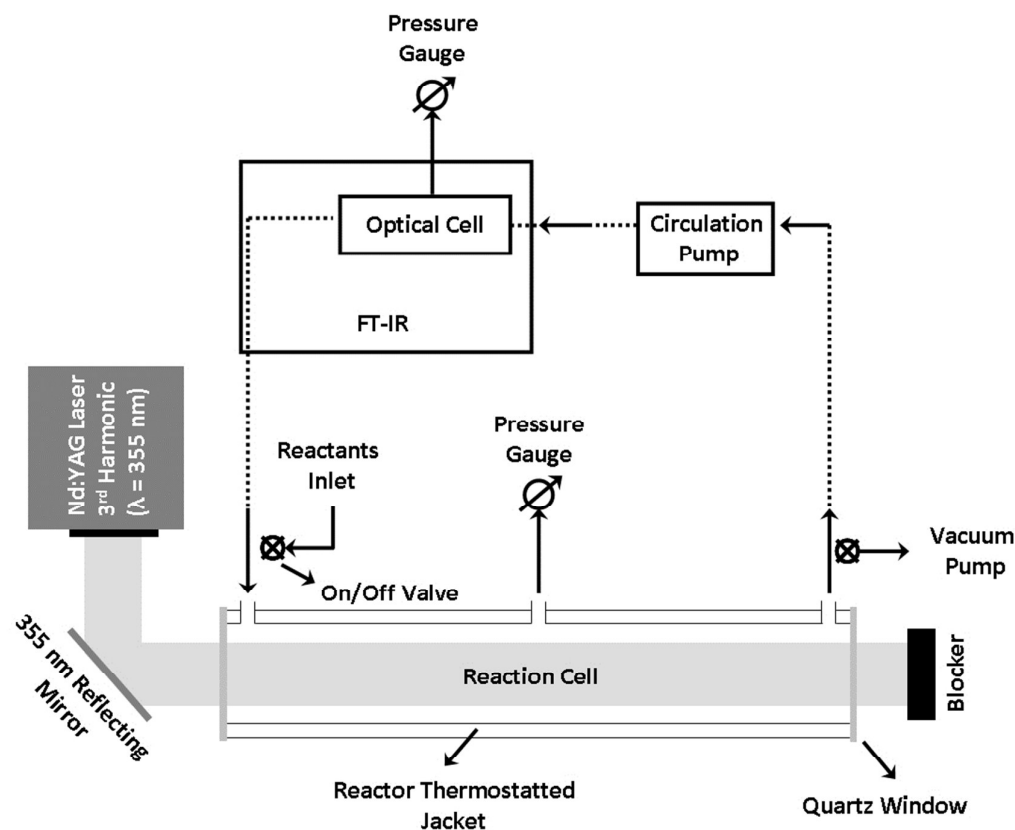 Pressure
Gauge
Optical Cell
Circulation
Pump
FT-IR
Nd:YAG Laser
3rd Harmonic
(λ = 355 nm)
Reactants
Inlet
Pressure
Gauge
On/Off Valve
Vacuum
Pump
355 nm Reflecting
Mirror
Reaction Cell
Blocker
Reactor Thermostatted
Jacket
Quartz Window